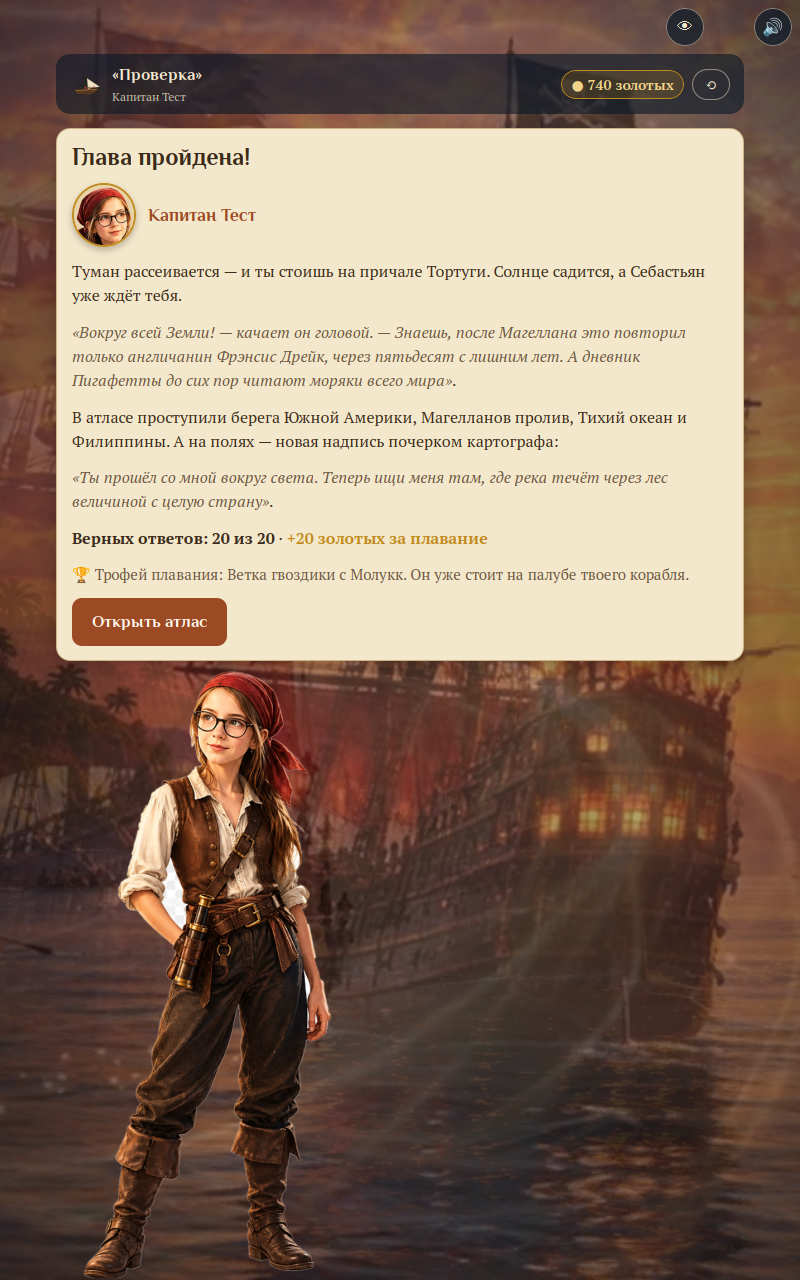 «Проверка»
Капитан Тест
740 золотых
Глава пройдена!
Капитан Тест
Туман рассеивается — и ты стоишь на причале Тортуги. Солнце садится, а Себастьян
уже ждёт тебя.
«Вокруг всей Земли! — качает он головой. — Знаешь, после Магеллана это повторил
только англичанин Фрэнсис Дрейк, через пятьдесят с лишним лет. А дневник
Пигафетты до сих пор читают моряки всего мира».
В атласе проступили берега Южной Америки, Магелланов пролив, Тихий океан и
Филиппины. А на полях — новая надпись почерком картографа:
«Ты прошёл со мной вокруг света. Теперь ищи меня там, где река течёт через лес
величиной с целую страну».
Верных ответов: 20 из 20 · +20 золотых за плавание
🏆 Трофей плавания: Ветка гвоздики с Молукк. Он уже стоит на палубе твоего корабля.
Открыть атлас